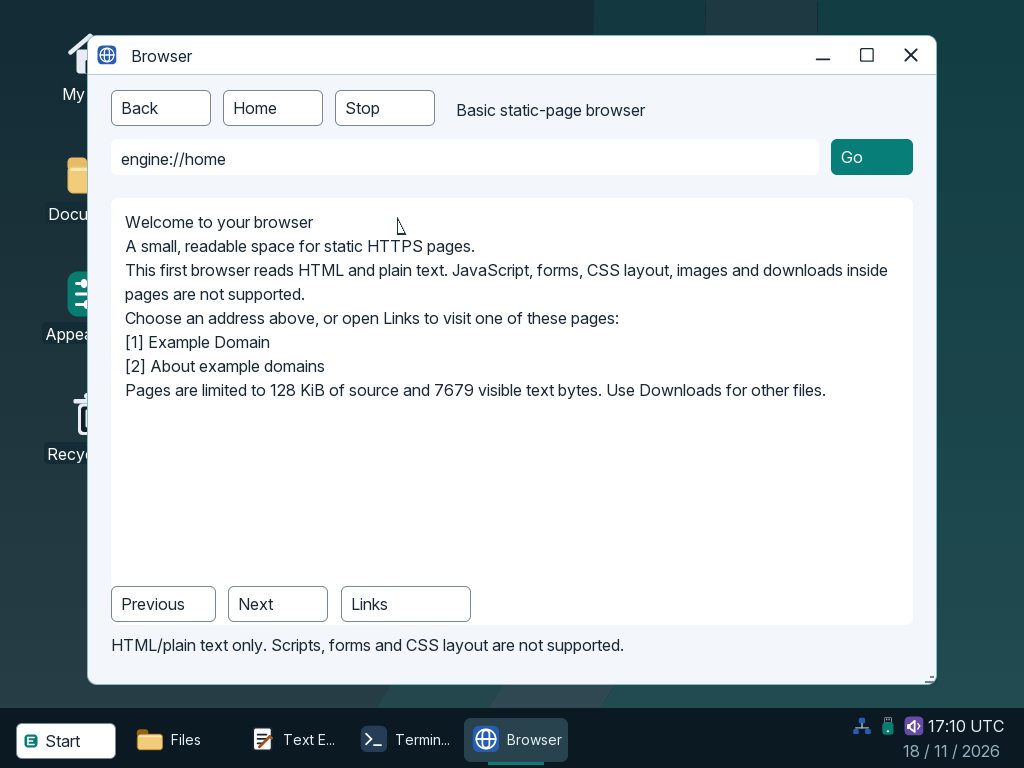 Browser
My
Docu
Appea
Recyc
Back
Home
Stop
Basic static-page browser
engine://home
Go
Welcome to your browser
A small, readable space for static HTTPS pages.
This first browser reads HTML and plain text. JavaScript, forms, CSS layout, images and downloads inside
pages are not supported.
Choose an address above, or open Links to visit one of these pages:
[1] Example Domain
[2] About example domains
Pages are limited to 128 KiB of source and 7679 visible text bytes. Use Downloads for other files.
Previous
Next
Links
HTML/plain text only. Scripts, forms and CSS layout are not supported.
Start
Files
Text E...
Termin...
Browser
17:10 UTC
18 / 11 / 2026